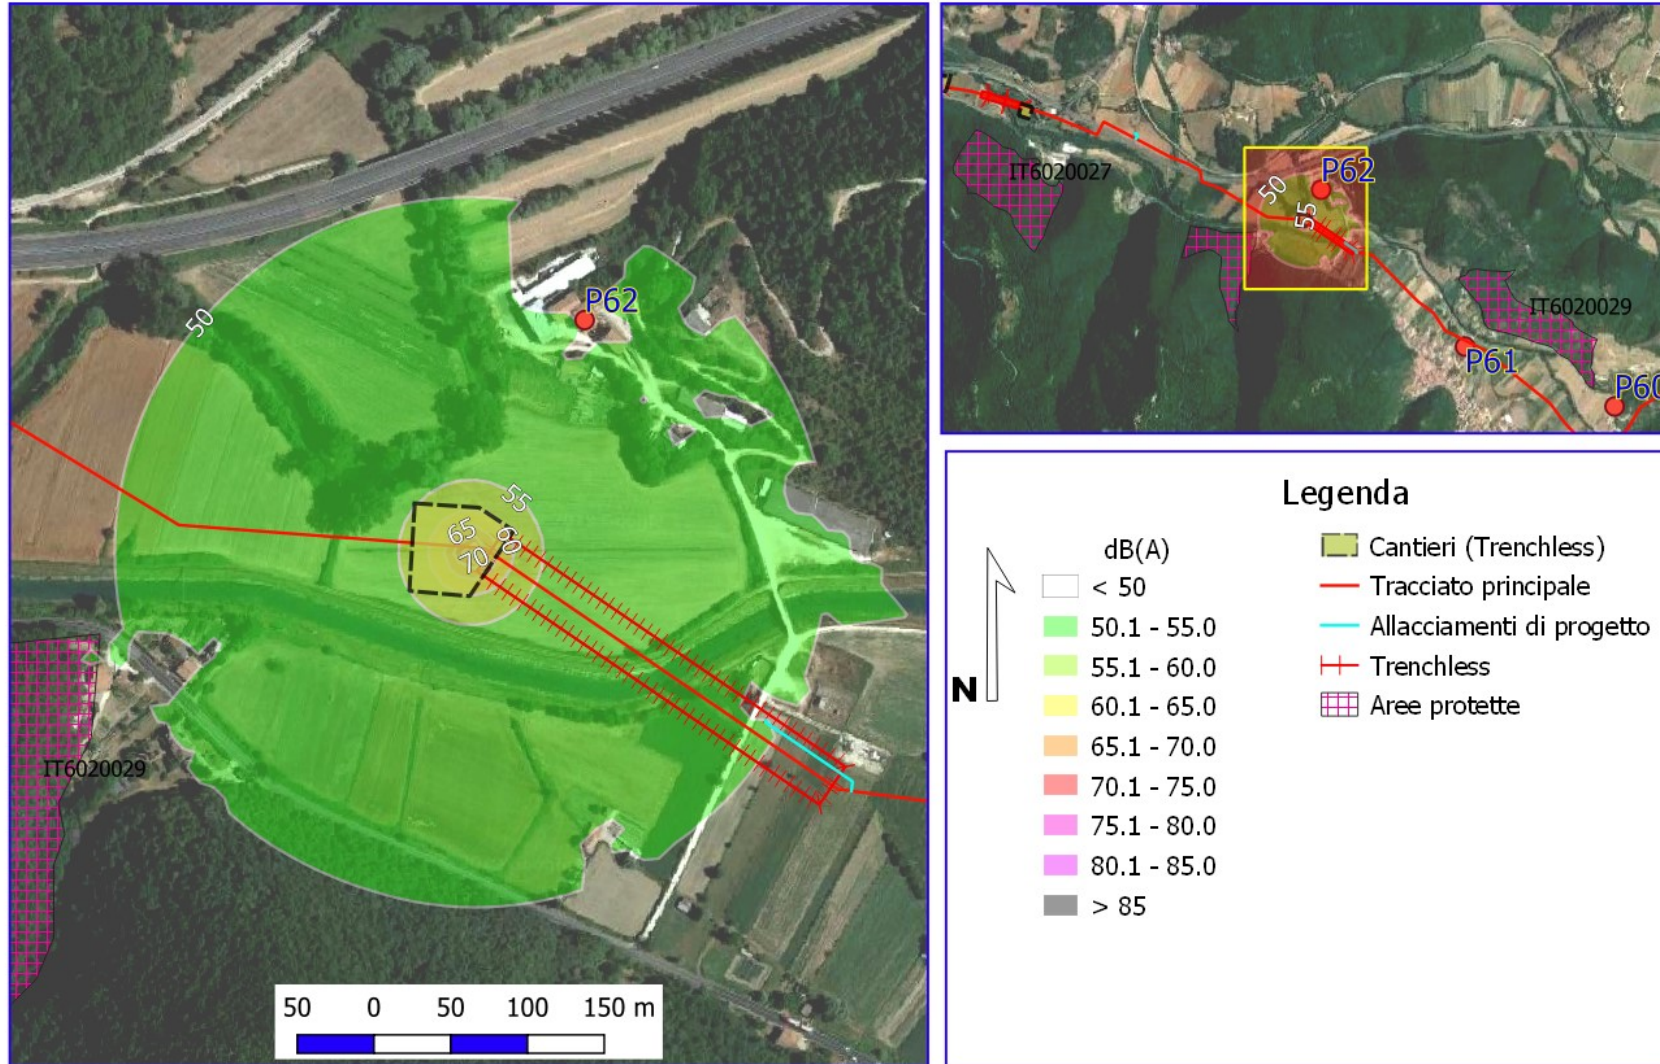 50
P62
55
65
60
70
IT6020029
50 0 50 100 150 m
IT6020027
50
P62
55
IT6020029
P61
P60
Legenda
dB(A)
< 50
50.1 - 55.0
55.1 - 60.0
60.1 - 65.0
65.1 - 70.0
70.1 - 75.0
75.1 - 80.0
80.1 - 85.0
> 85
Cantieri (Trenchless)
Tracciato principale
Allacciamenti di progetto
Trenchless
Aree protette
N